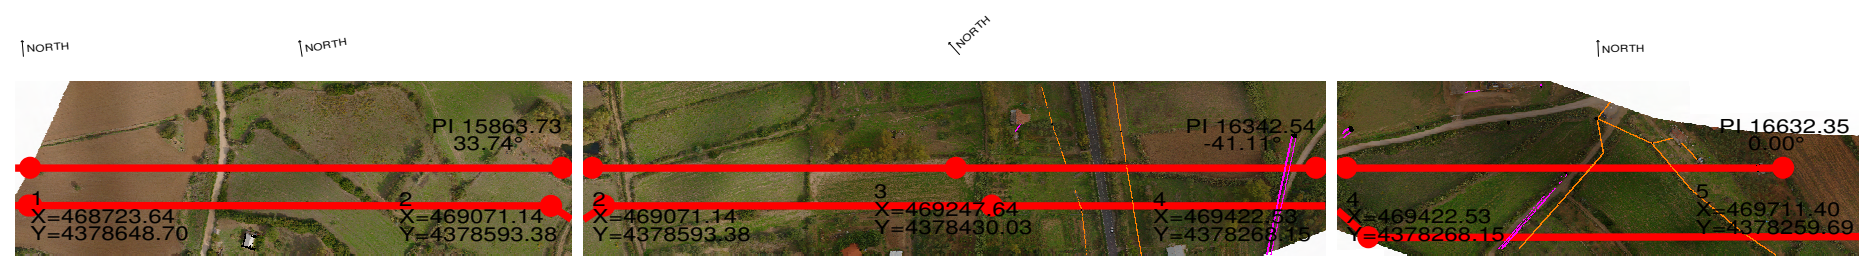 NORTH
NORTH
NORTH
NORTH
PI 15863.73
33.74°
1
X=468723.64
Y=4378648.70
2
X=469071.14
Y=4378593.38
PI 16342.54
-41.11°
2
X=469071.14
Y=4378593.38
3
X=469247.64
Y=4378430.03
4
X=469422.53
Y=4378268.15
PI 16632.35
0.00°
4
X=469422.53
Y=4378268.15
5
X=469711.40
Y=4378259.69